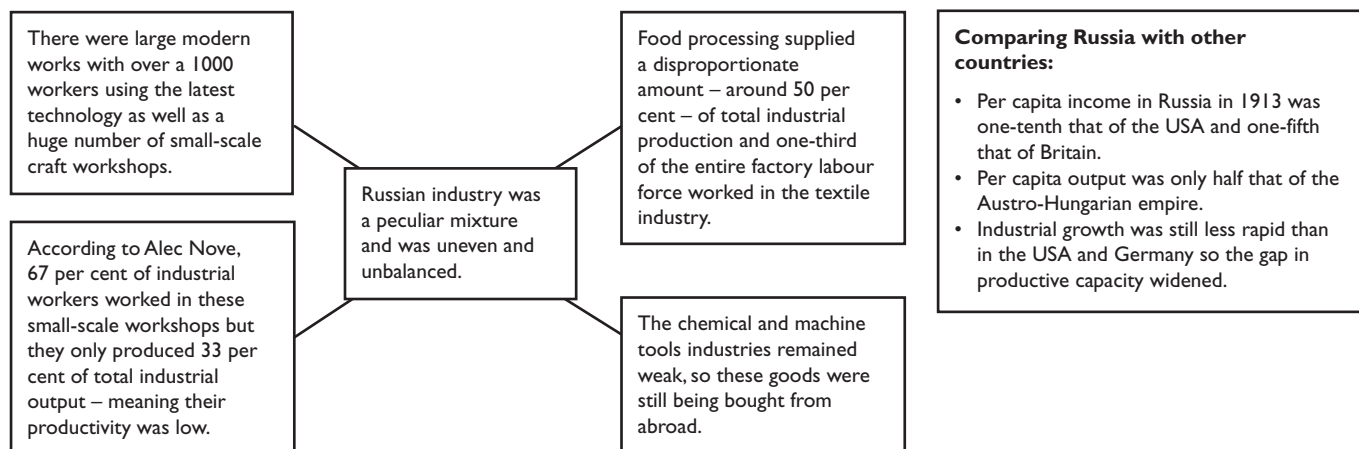 There were large modern
works with over a 1000
workers using the latest
technology as well as a
huge number of small-scale
craft workshops.
According to Alec Nove,
67 per cent of industrial
workers worked in these
small-scale workshops but
they only produced 33 per
cent of total industrial
output – meaning their
productivity was low.
Russian industry was
a peculiar mixture
and was uneven and
unbalanced.
Food processing supplied
a disproportionate
amount – around 50 per
cent – of total industrial
production and one-third
of the entire factory labour
force worked in the textile
industry.
The chemical and machine
tools industries remained
weak, so these goods were
still being bought from
abroad.
Comparing Russia with other
countries:
• Per capita income in Russia in 1913 was
one-tenth that of the USA and one-fifth
that of Britain.
• Per capita output was only half that of the
Austro-Hungarian empire.
• Industrial growth was still less rapid than
in the USA and Germany so the gap in
productive capacity widened.